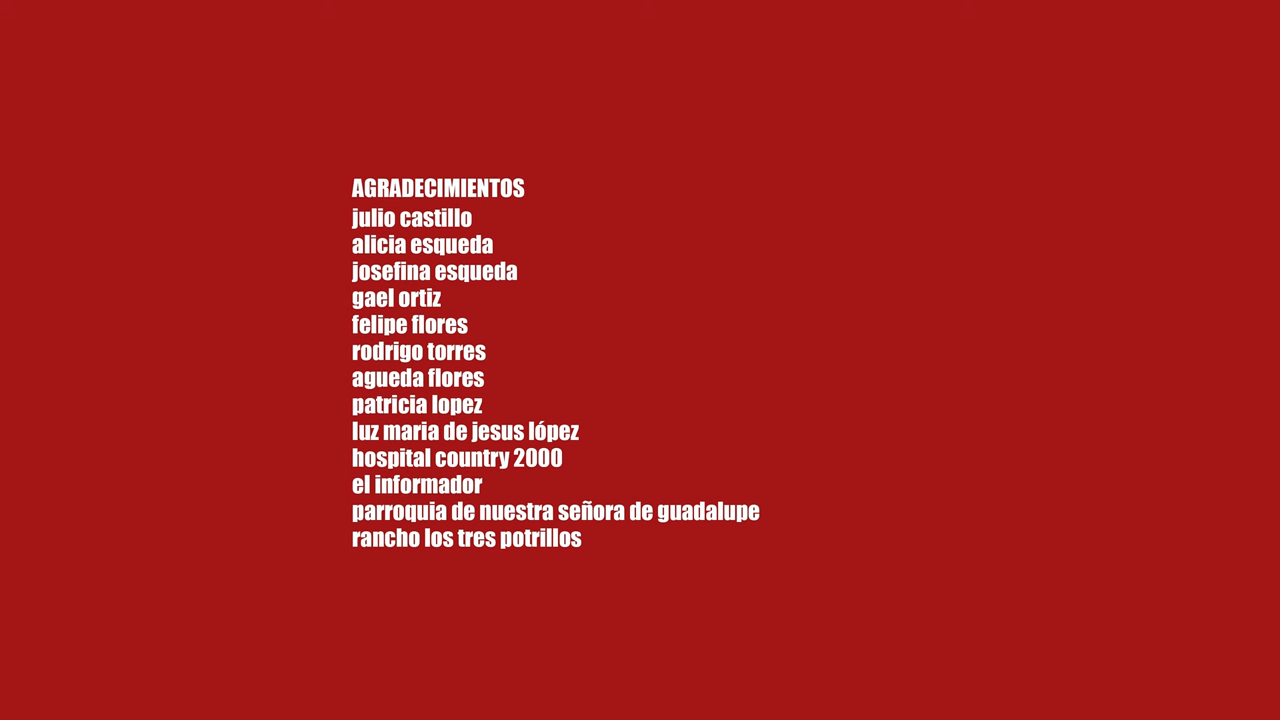 AGRADECIMIENTOS
julio castillo
alicia esqueda
josefina esqueda
gael ortiz
felipe flores
rodrigo torres
agueda flores
patricia lopez
luz maria de jesus lópez
hospital country 2000
el informador
parroquia de nuestra señora de guadalupe
rancho los tres potrillos